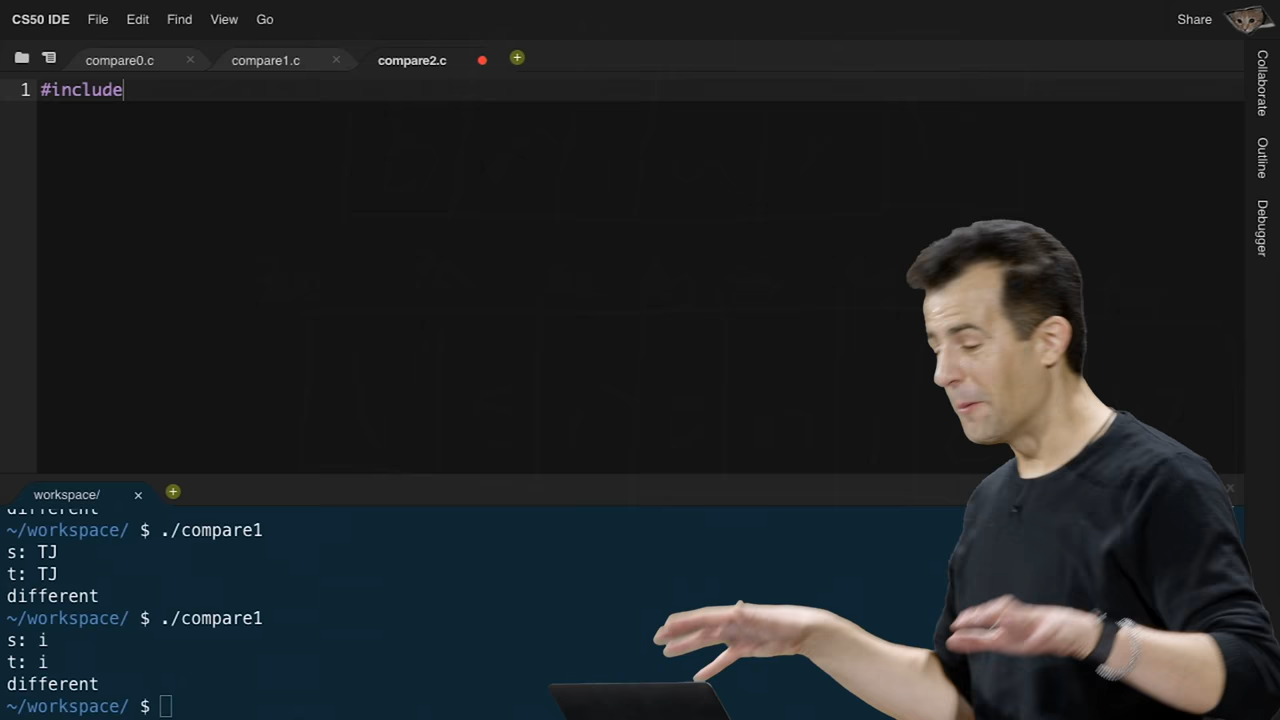 CS50 IDE File Edit Find View Go Share
compare0.c × compare1.c × compare2.c
1 #include
Collaborate
Outline
Debugger
workspace/ ×
different
~/workspace/ $ ./compare1
s: TJ
t: TJ
different
~/workspace/ $ ./compare1
s: i
t: i
different
~/workspace/ $